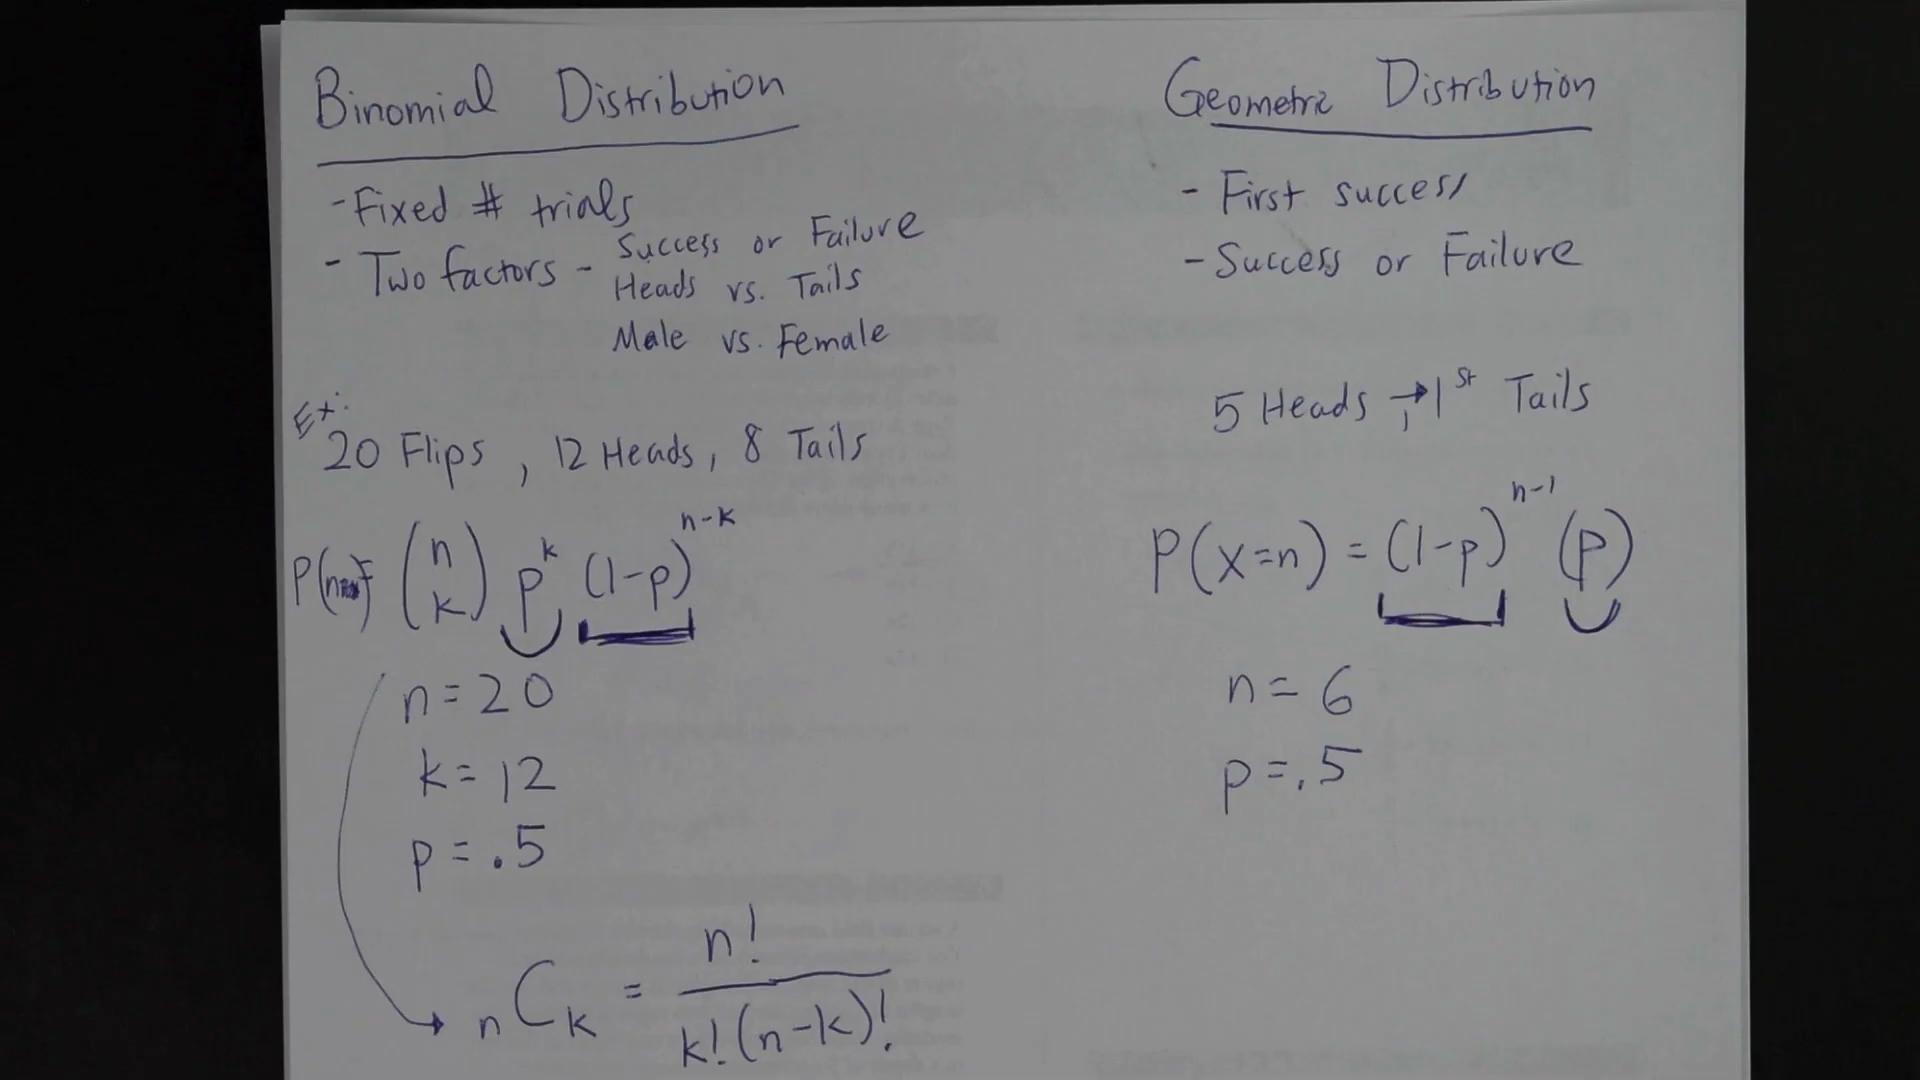 Binomial Distribution
- Fixed # trials
- Two factors - Success or Failure
Heads vs. Tails
Male vs. Female
Ex:
20 Flips, 12 Heads, 8 Tails
P(n = (n k) p^k (1-p)^n-k
n = 20
k = 12
p = .5
nCk = n! / k!(n-k)!
Geometric Distribution
- First success
- Success or Failure
5 Heads → 1st Tails
P(x=n) = (1-p)^n-1 (p)
n = 6
p = .5